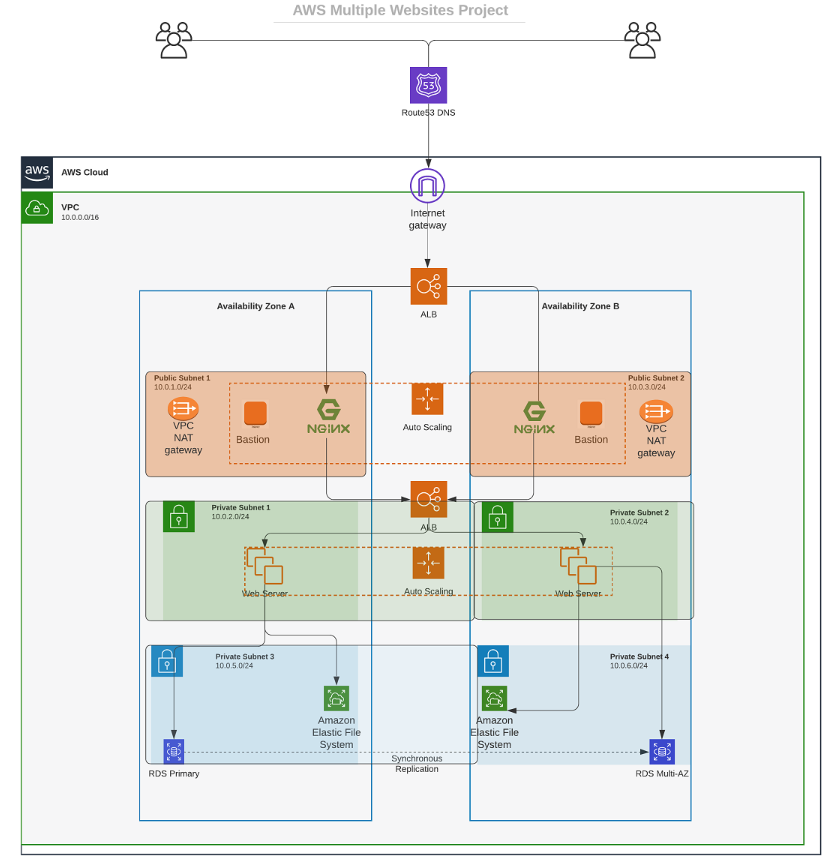 AWS Multiple Websites Project
53
Route53 DNS
aws
AWS Cloud
VPC
10.0.0.0/16
Internet
gateway
ALB
Availability Zone A
Availability Zone B
Public Subnet 1
10.0.1.0/24
Public Subnet 2
10.0.3.0/24
VPC
NAT
gateway
Bastion
NGiNX
Auto Scaling
NGiNX
Bastion
VPC
NAT
gateway
Private Subnet 1
10.0.2.0/24
ALB
Private Subnet 2
10.0.4.0/24
Web Server
Auto Scaling
Web Server
Private Subnet 3
10.0.5.0/24
Private Subnet 4
10.0.6.0/24
Amazon
Elastic File
System
Amazon
Elastic File
System
Synchronous
Replication
RDS Primary
RDS Multi-AZ